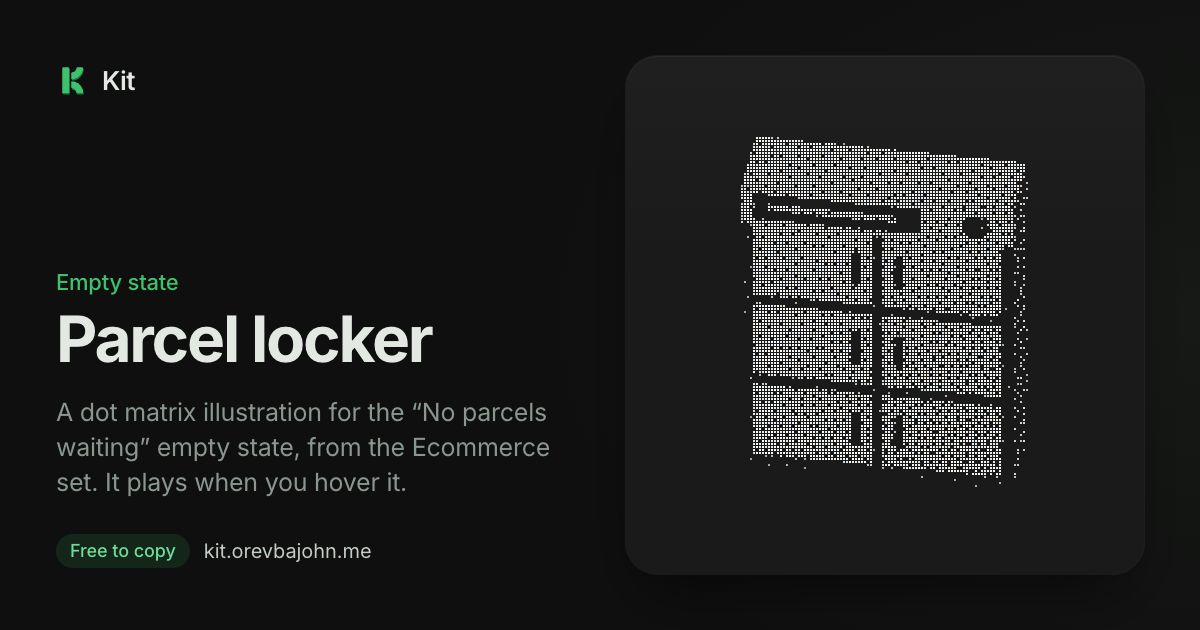 Kit
Empty state
Parcel locker
A dot matrix illustration for the “No parcels
waiting” empty state, from the Ecommerce
set. It plays when you hover it.
Free to copy
kit.orevbajohn.me